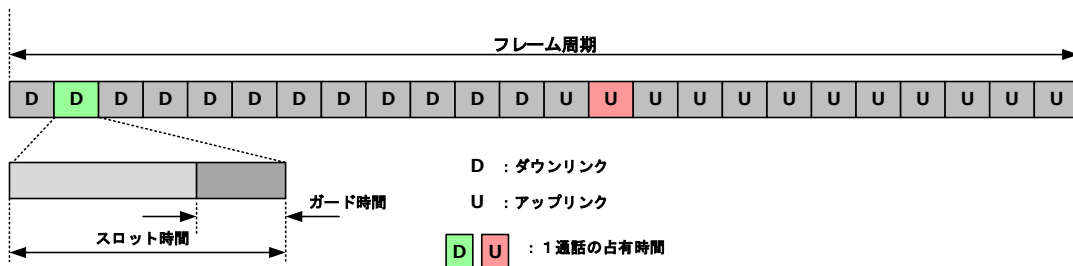 フレーム周期
D D D D D D D D D D D D U U U U U U U U U U U U
ガード時間
スロット時間
D ：ダウンリンク
U ：アップリンク
D U ：1通話の占有時間